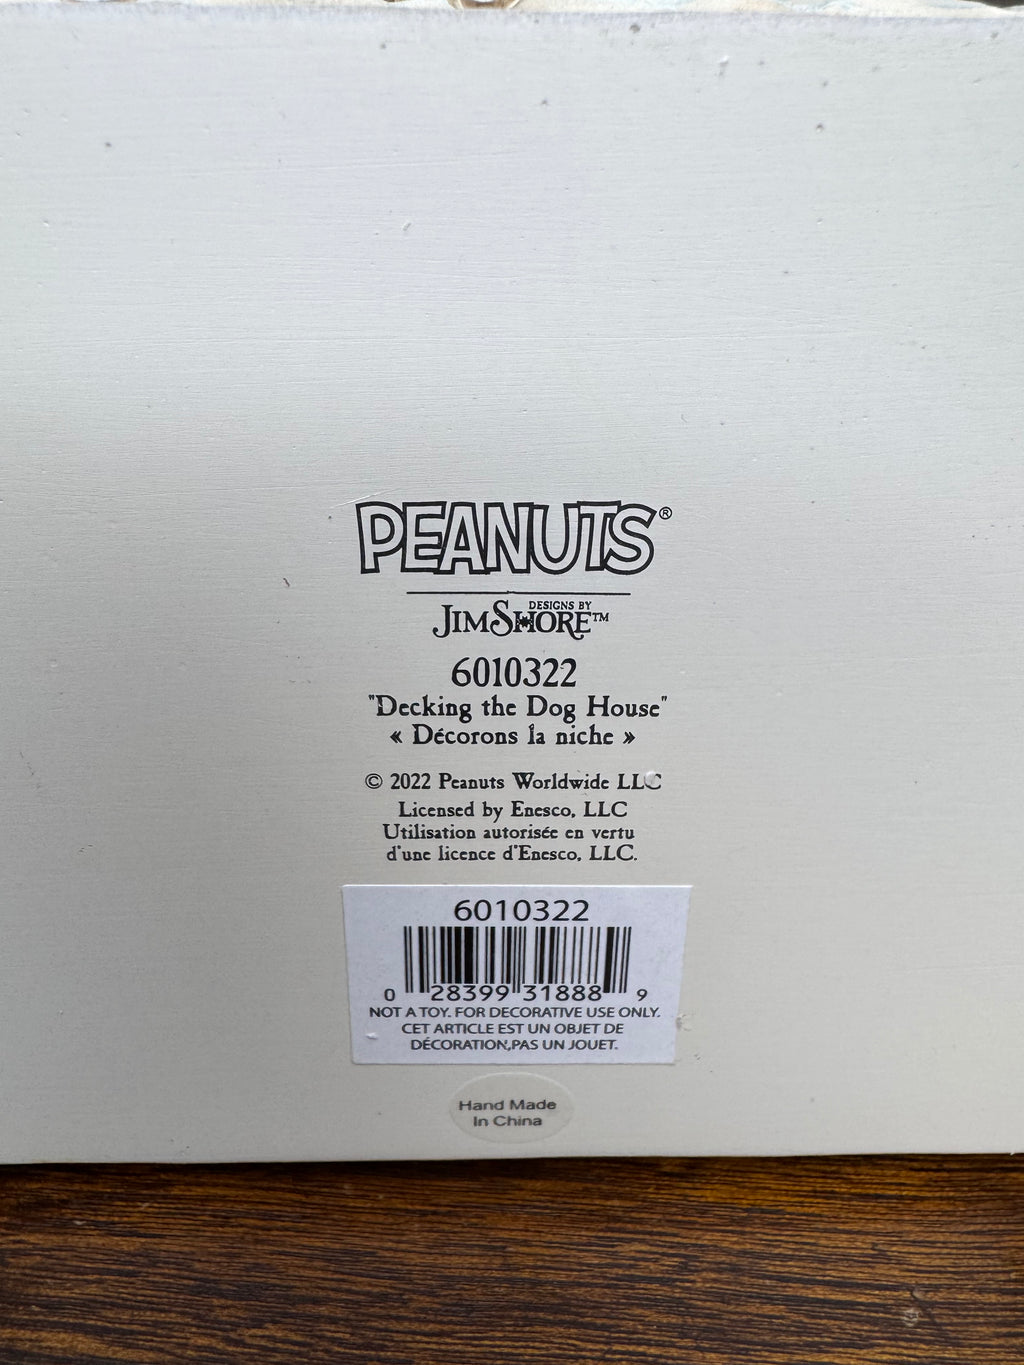 PEANUTS®
DESIGNS BY
JIM SHORE™
6010322
"Decking the Dog House"
« Décorons la niche »
© 2022 Peanuts Worldwide LLC
Licensed by Enesco, LLC
Utilisation autorisée en vertu
d'une licence d'Enesco, LLC.
6010322
0 28399 31888 9
NOT A TOY. FOR DECORATIVE USE ONLY.
CET ARTICLE EST UN OBJET DE
DÉCORATION,PAS UN JOUET.
Hand Made
In China